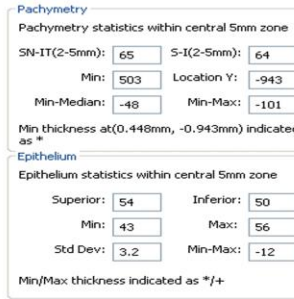 Pachymetry
Pachymetry statistics within central 5mm zone
SN-IT(2-5mm): 65 S-I(2-5mm): 64
Min: 503 Location Y: -943
Min-Median: -48 Min-Max: -101
Min thickness at(0.448mm, -0.943mm) indicated
as *
Epithelium
Epithelium statistics within central 5mm zone
Superior: 54 Inferior: 50
Min: 43 Max: 56
Std Dev: 3.2 Min-Max: -12
Min/Max thickness indicated as */+